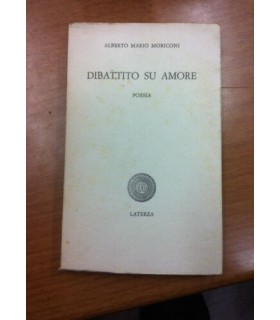 ALBERTO MARIO MORICONI
DIBATTITO SU AMORE
POESIA
LATERZA